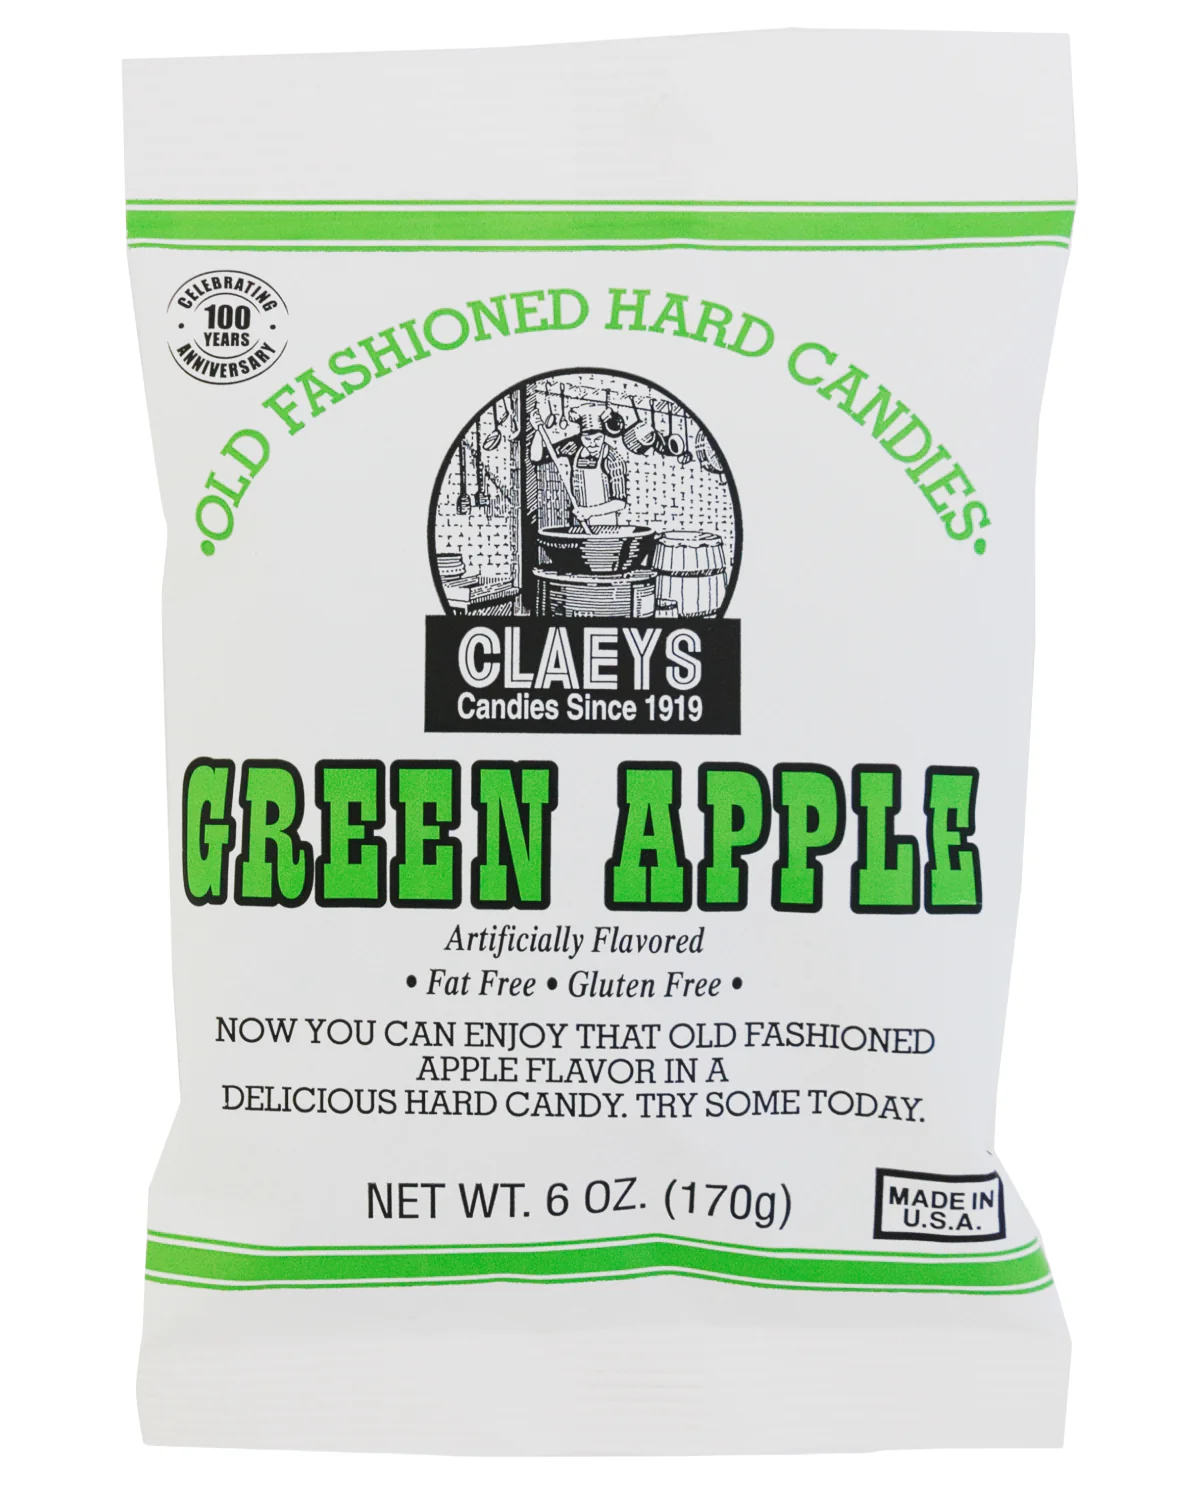 CELEBRATING
100
YEARS
ANNIVERSARY
•OLD FASHIONED HARD CANDIES•
CLAEYS
Candies Since 1919
GREEN APPLE
Artificially Flavored
• Fat Free • Gluten Free •
NOW YOU CAN ENJOY THAT OLD FASHIONED
APPLE FLAVOR IN A
DELICIOUS HARD CANDY. TRY SOME TODAY.
NET WT. 6 OZ. (170g)
MADE IN
U.S.A.